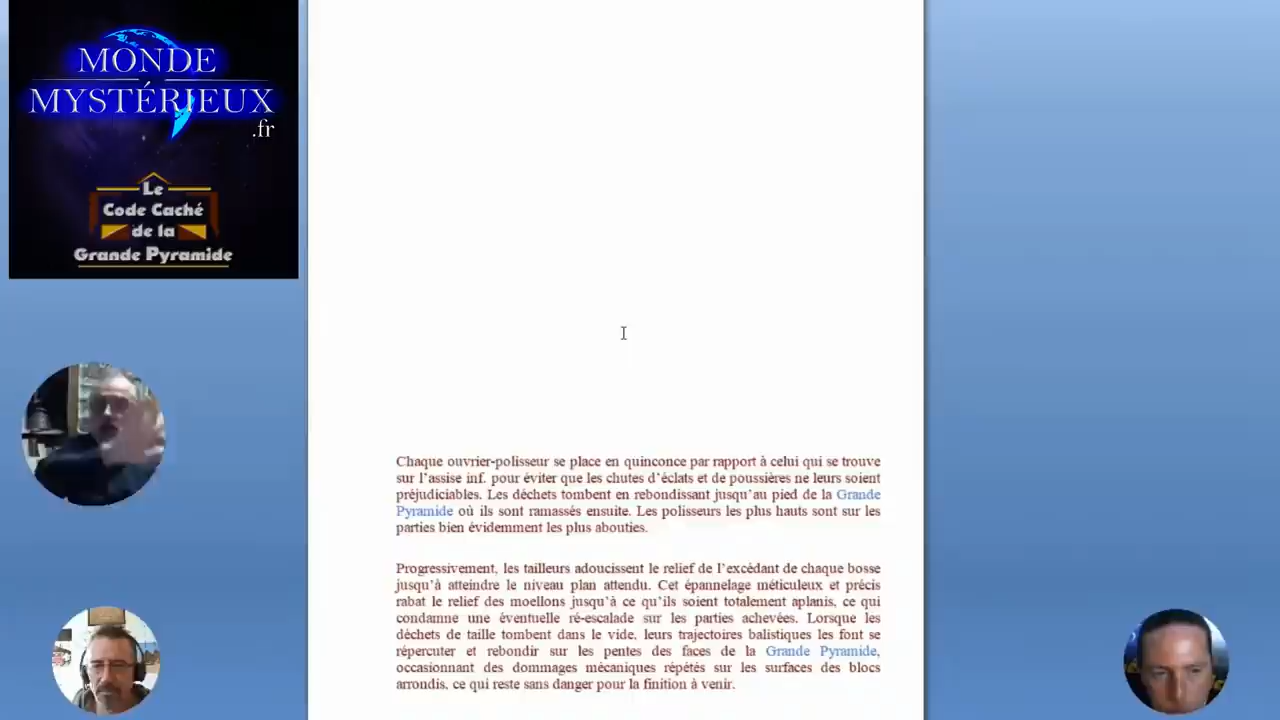 MONDE
MYSTÉRIEUX
.fr
Le
Code Caché
de la
Grande Pyramide
Chaque ouvrier-polisseur se place en quinconce par rapport à celui qui se trouve
sur l'assise inf. pour éviter que les chutes d'éclats et de poussières ne leurs soient
préjudiciables. Les déchets tombent en rebondissant jusqu'au pied de la Grande
Pyramide où ils sont ramassés ensuite. Les polisseurs les plus hauts sont sur les
parties bien évidemment les plus abouties.
Progressivement, les tailleurs adoucissent le relief de l'excédant de chaque bosse
jusqu'à atteindre le niveau plan attendu. Cet épannelage méticuleux et précis
rabat le relief des moellons jusqu'à ce qu'ils soient totalement aplanis, ce qui
condamne une éventuelle ré-escalade sur les parties achevées. Lorsque les
déchets de taille tombent dans le vide, leurs trajectoires balistiques les font se
répercuter et rebondir sur les pentes des faces de la Grande Pyramide,
occasionnant des dommages mécaniques répétés sur les surfaces des blocs
arrondis, ce qui reste sans danger pour la finition à venir.